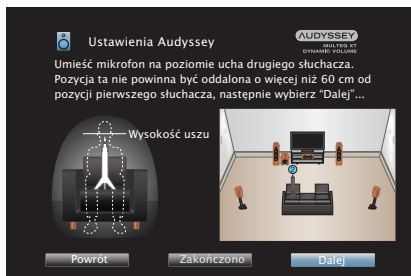 Ustawienia Audyssey
AUDYSSEY
MULTEQ XT
DYNAMIC VOLUME
Umieść mikrofon na poziomie ucha drugiego słuchacza.
Pozycja ta nie powinna być oddalona o więcej niż 60 cm od
pozycji pierwszego słuchacza, następnie wybierz “Dalej”...
Wysokość uszu
Powrót
Zakończono
Dalej